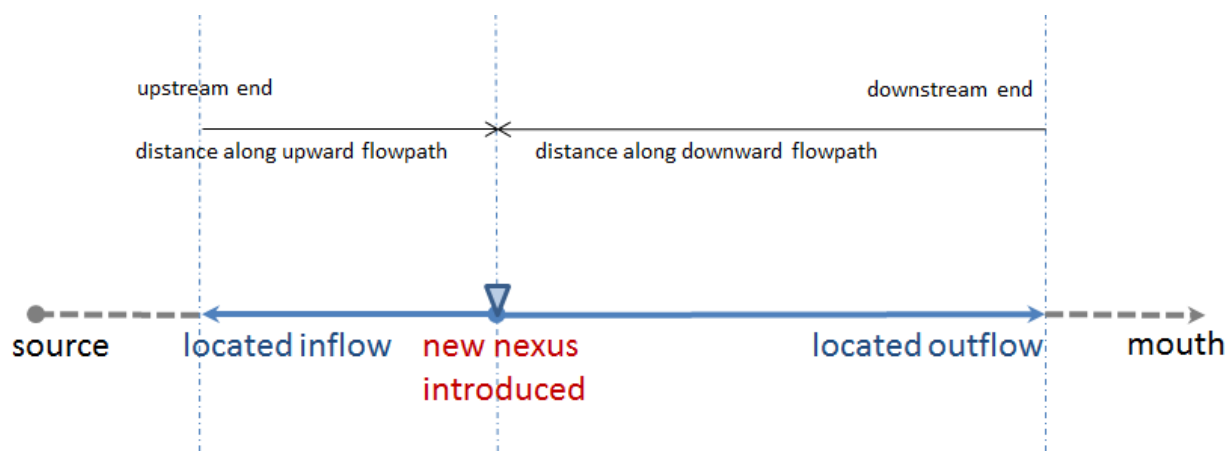 upstream end
downstream end
distance along upward flowpath
distance along downward flowpath
source
located inflow
new nexus
introduced
located outflow
mouth